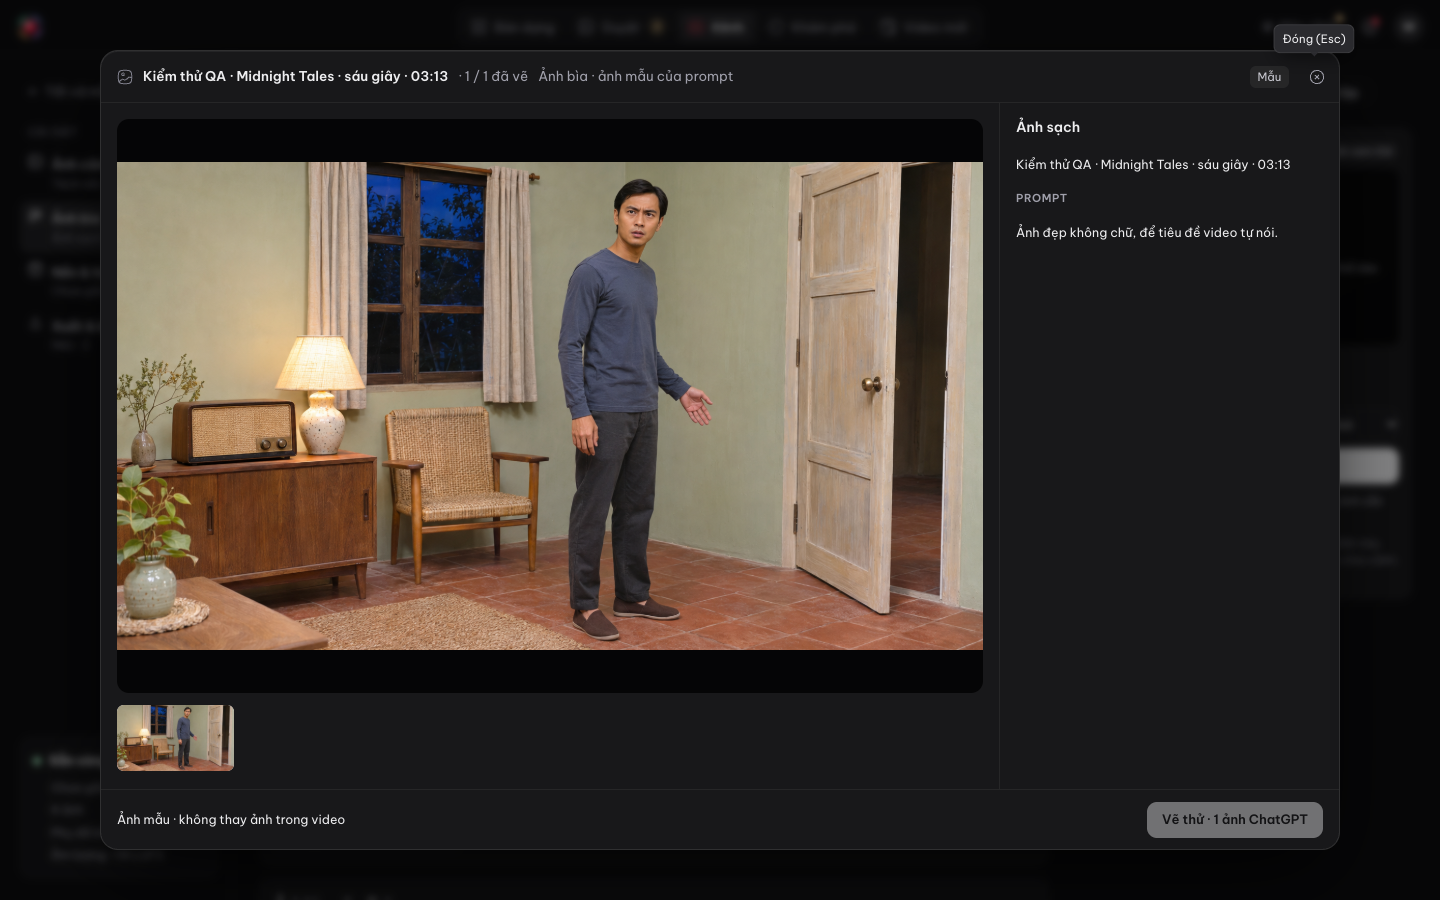 Đóng (Esc)
Kiểm thử QA · Midnight Tales · sáu giây · 03:13 · 1 / 1 đã vẽ Ảnh bìa · ảnh mẫu của prompt
Mẫu
Ảnh sạch
Kiểm thử QA · Midnight Tales · sáu giây · 03:13
PROMPT
Ảnh đẹp không chữ, để tiêu đề video tự nói.
Ảnh mẫu · không thay ảnh trong video
Vẽ thử · 1 ảnh ChatGPT